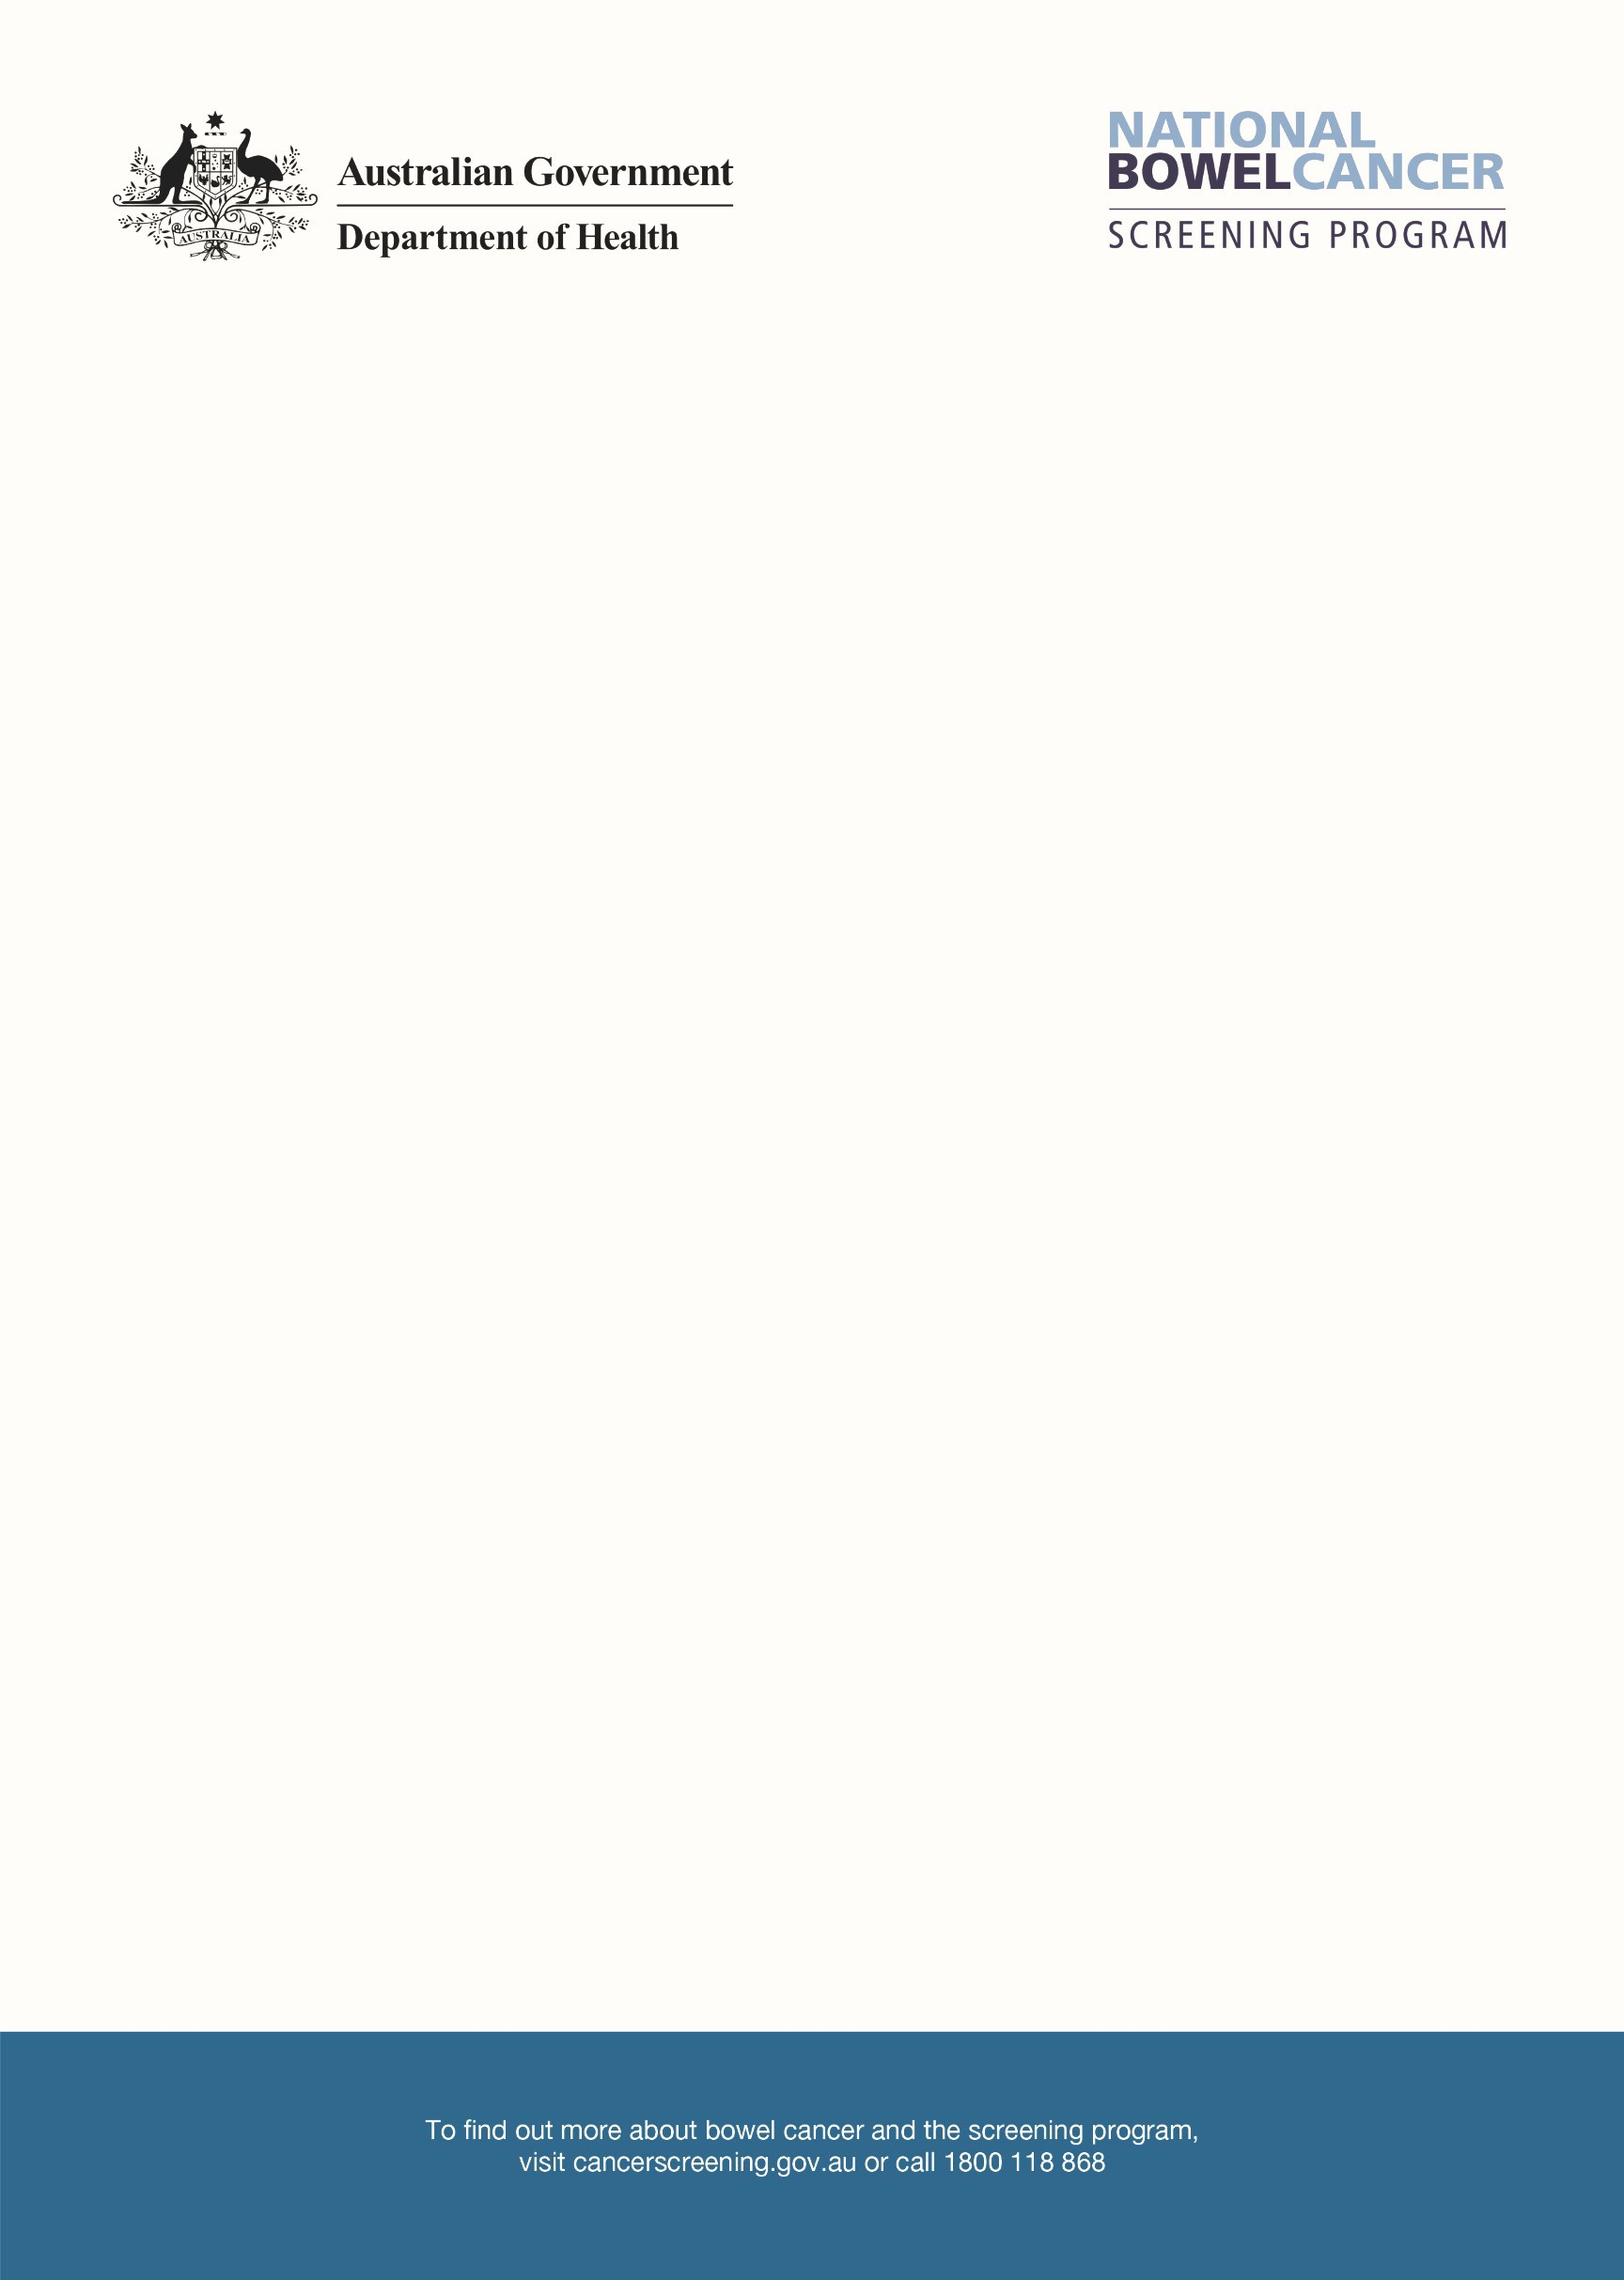 Australian Government
Department of Health
AUSTRALIA
NATIONAL
BOWELCANCER
SCREENING PROGRAM
To find out more about bowel cancer and the screening program,
visit cancerscreening.gov.au or call 1800 118 868